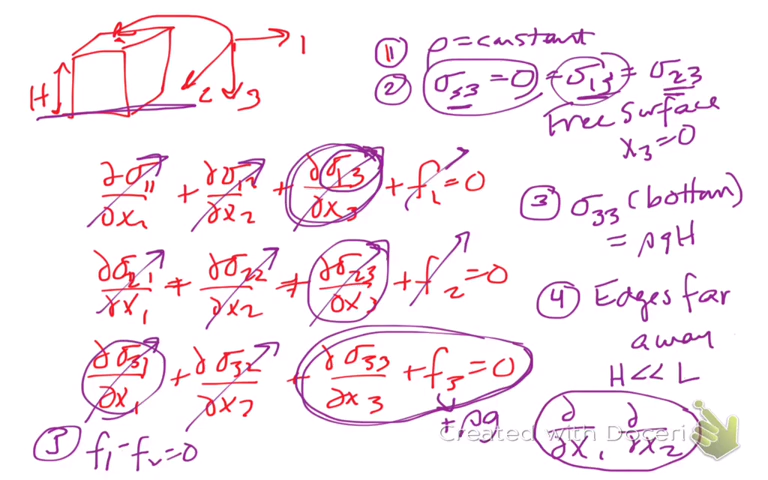 H
1
2
3
① ρ = constant
② σ33 = 0 = σ13 = σ23
Free Surface
x3 = 0
∂σ11/∂x1 + ∂σ12/∂x2 + ∂σ13/∂x3 + f1 = 0
③ σ33 (bottom)
= ρgH
∂σ21/∂x1 + ∂σ22/∂x2 + ∂σ23/∂x3 + f2 = 0
④ Edges far
away
H << L
∂σ31/∂x1 + ∂σ32/∂x2 + ∂σ33/∂x3 + f3 = 0
+ρg
∂/∂x1, ∂/∂x2
③ f1 = f2 = 0
Created with Doceri